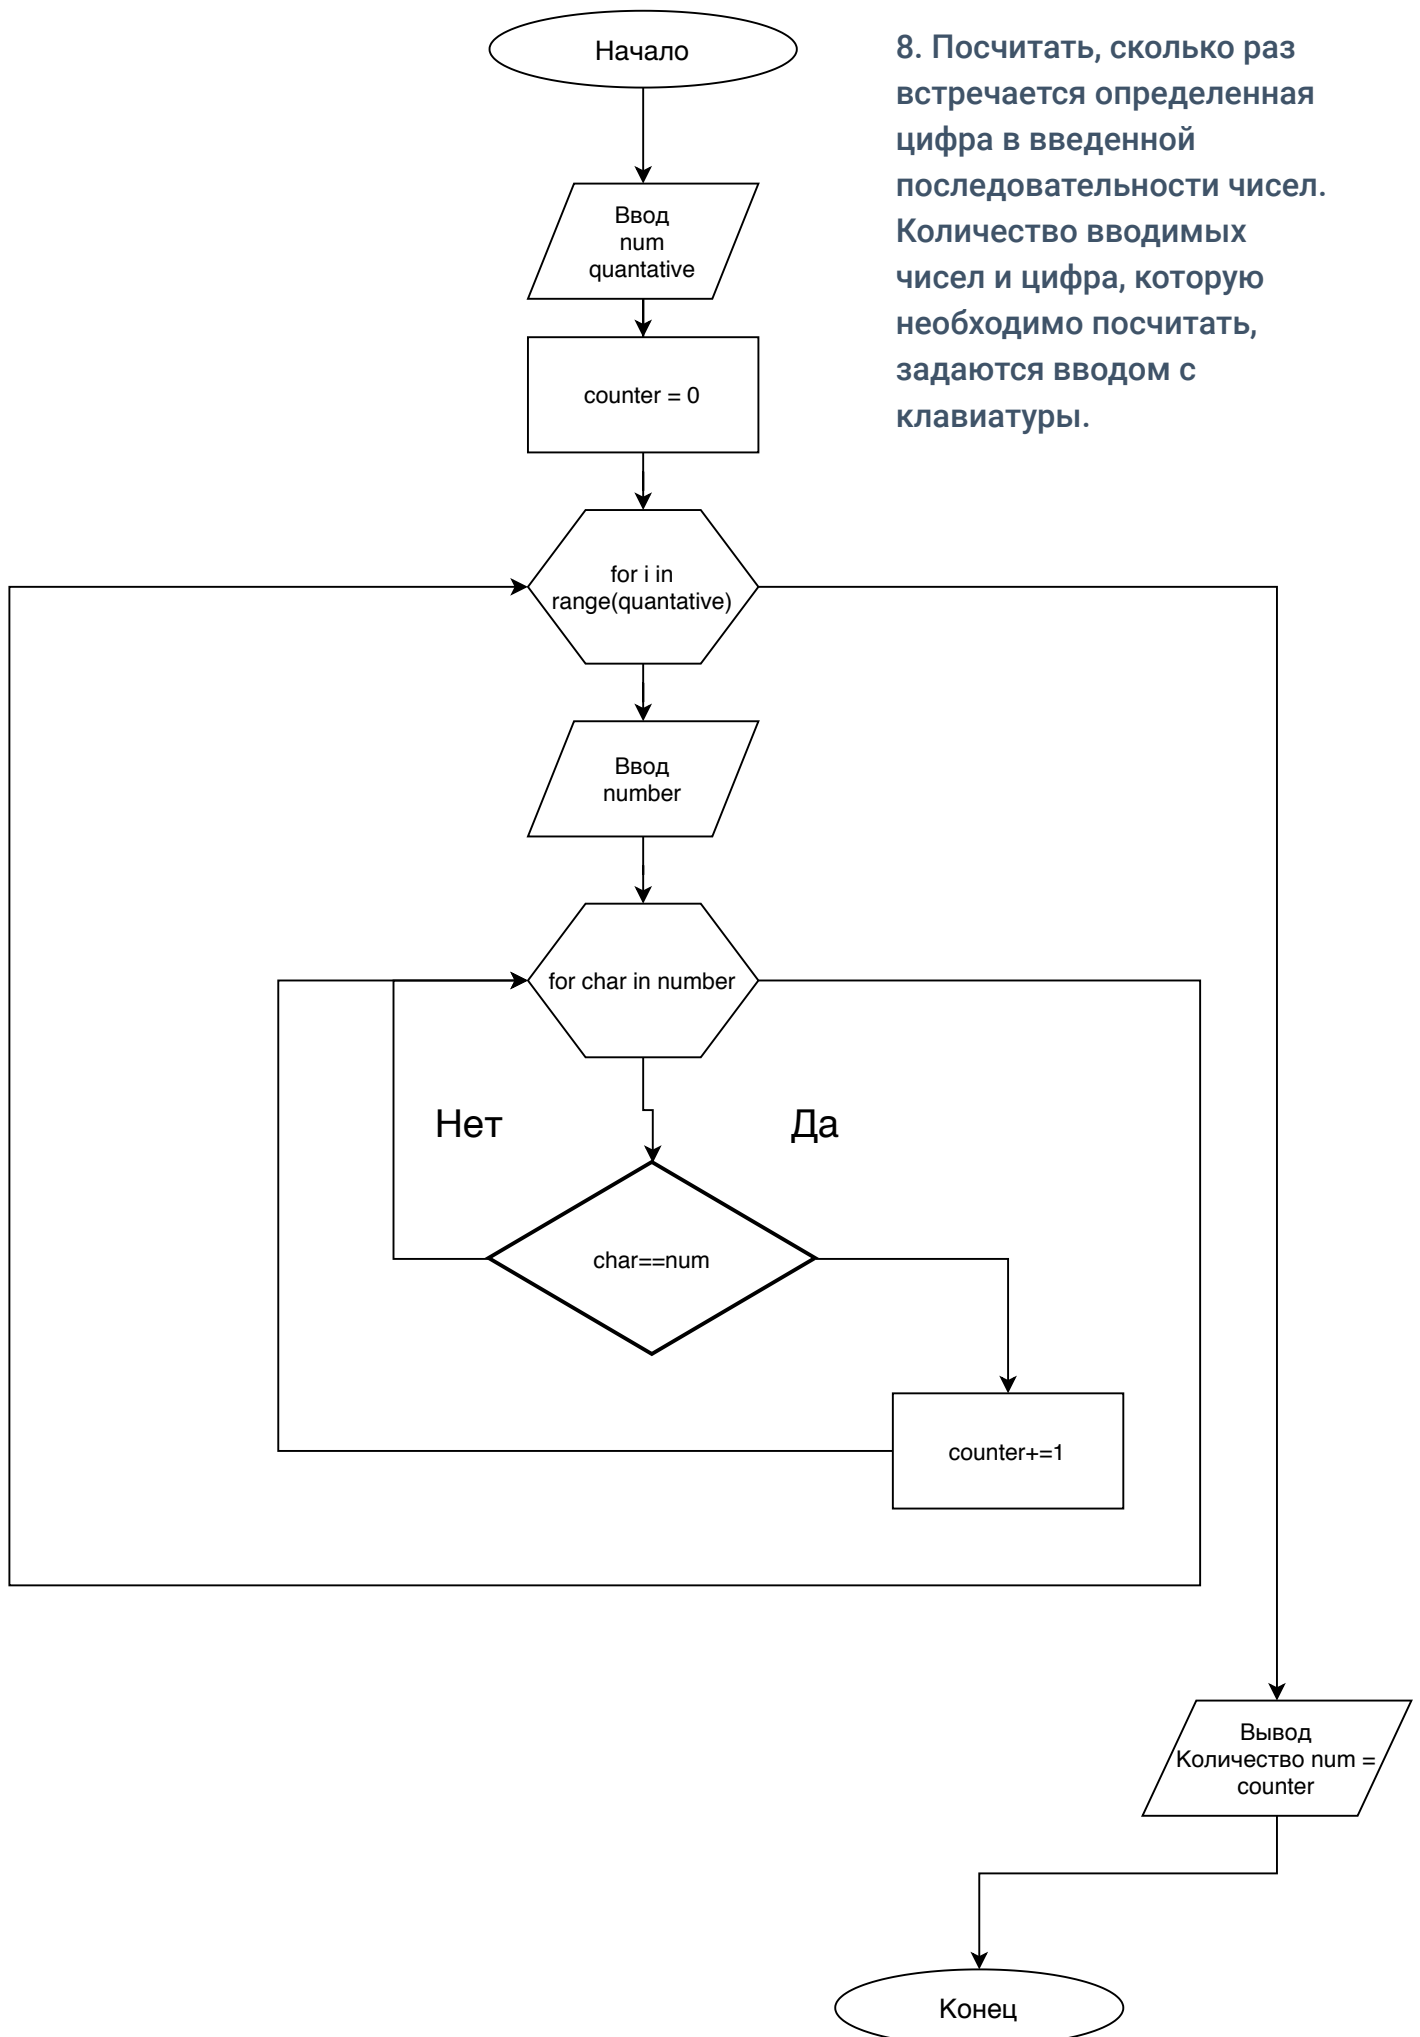 Начало
8. Посчитать, сколько раз
встречается определенная
цифра в введенной
последовательности чисел.
Количество вводимых
чисел и цифра, которую
необходимо посчитать,
задаются вводом с
клавиатуры.
Ввод
num
quantative
counter = 0
for i in
range(quantative)
Ввод
number
for char in number
Нет
Да
char==num
counter+=1
Вывод
Количество num =
counter
Конец